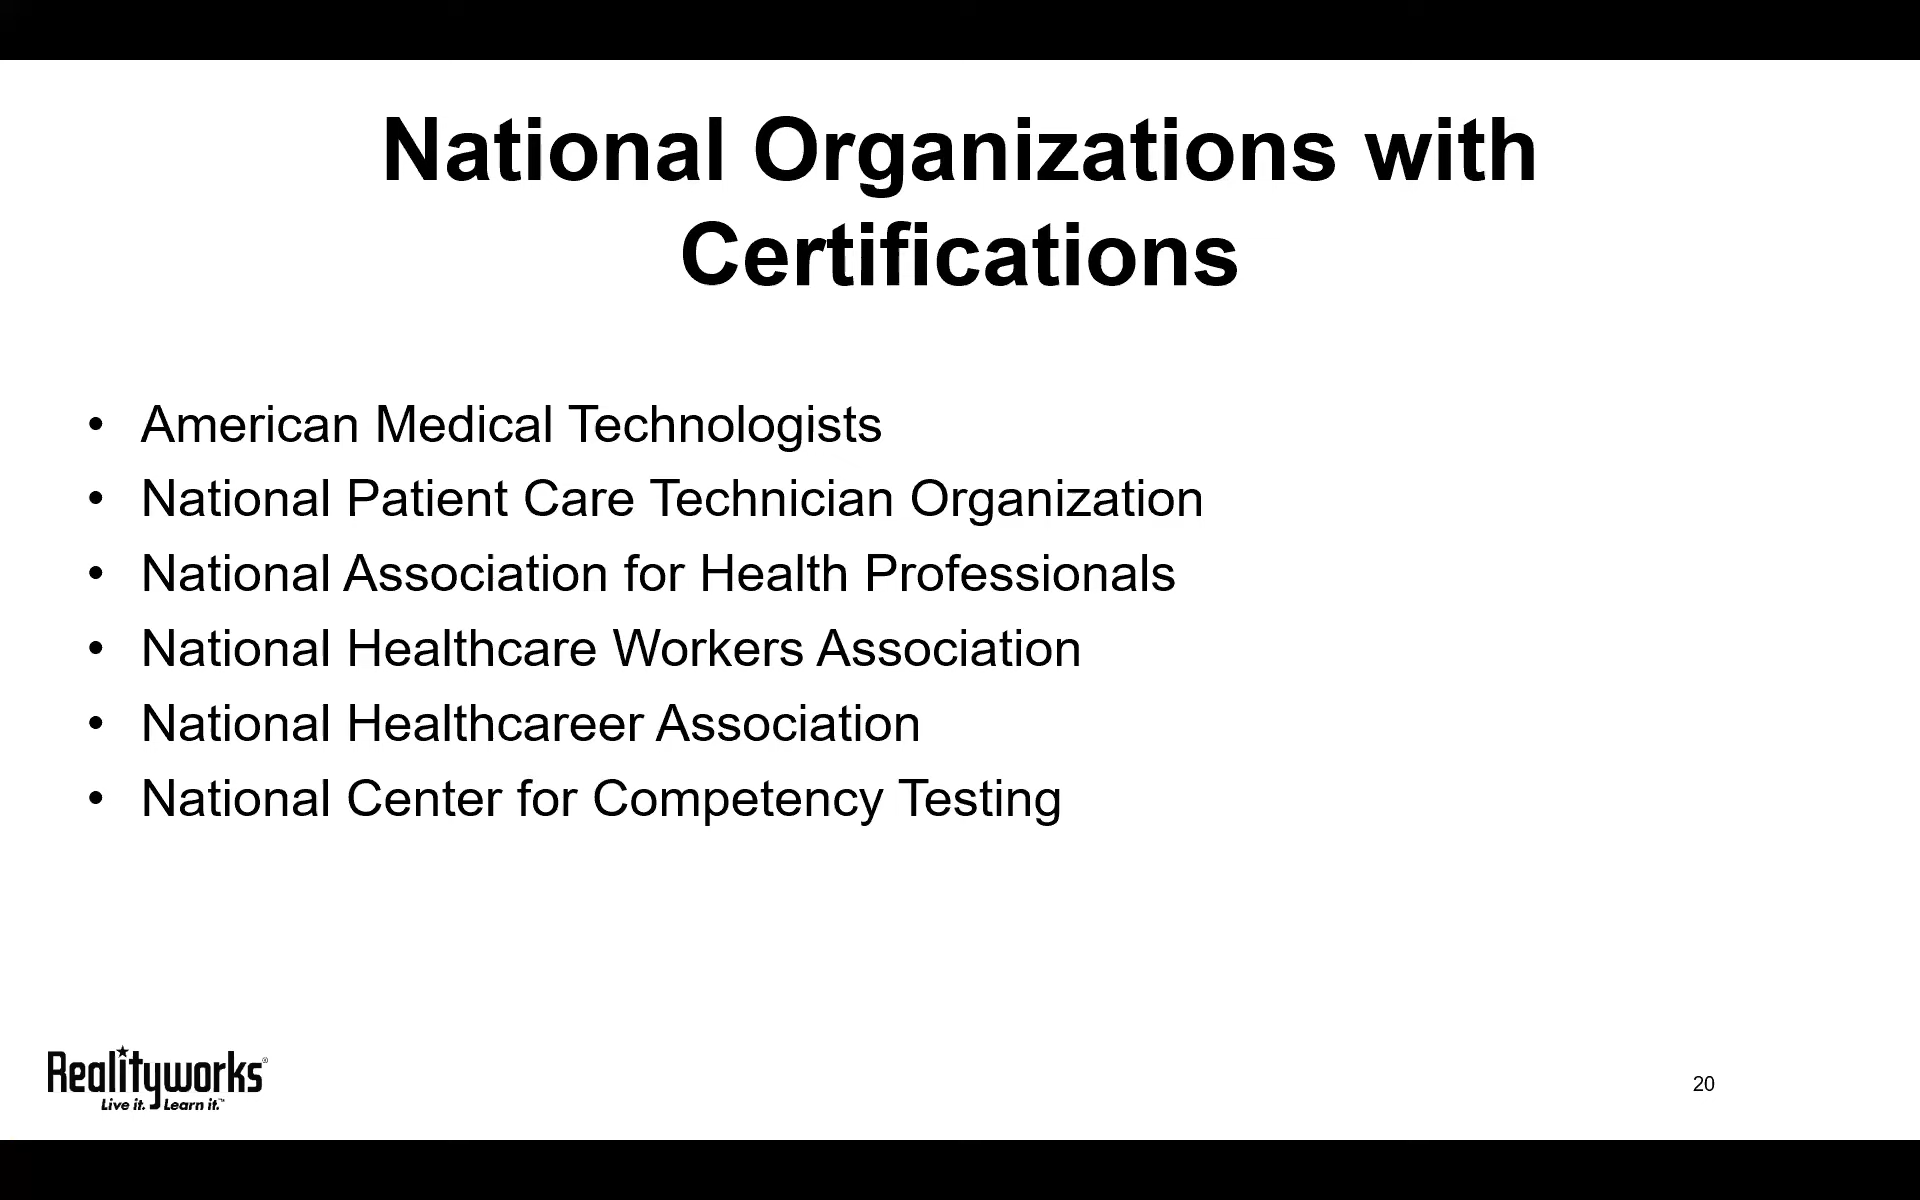 National Organizations with
Certifications
• American Medical Technologists
• National Patient Care Technician Organization
• National Association for Health Professionals
• National Healthcare Workers Association
• National Healthcareer Association
• National Center for Competency Testing
Realityworks®
Live it. Learn it.™
20